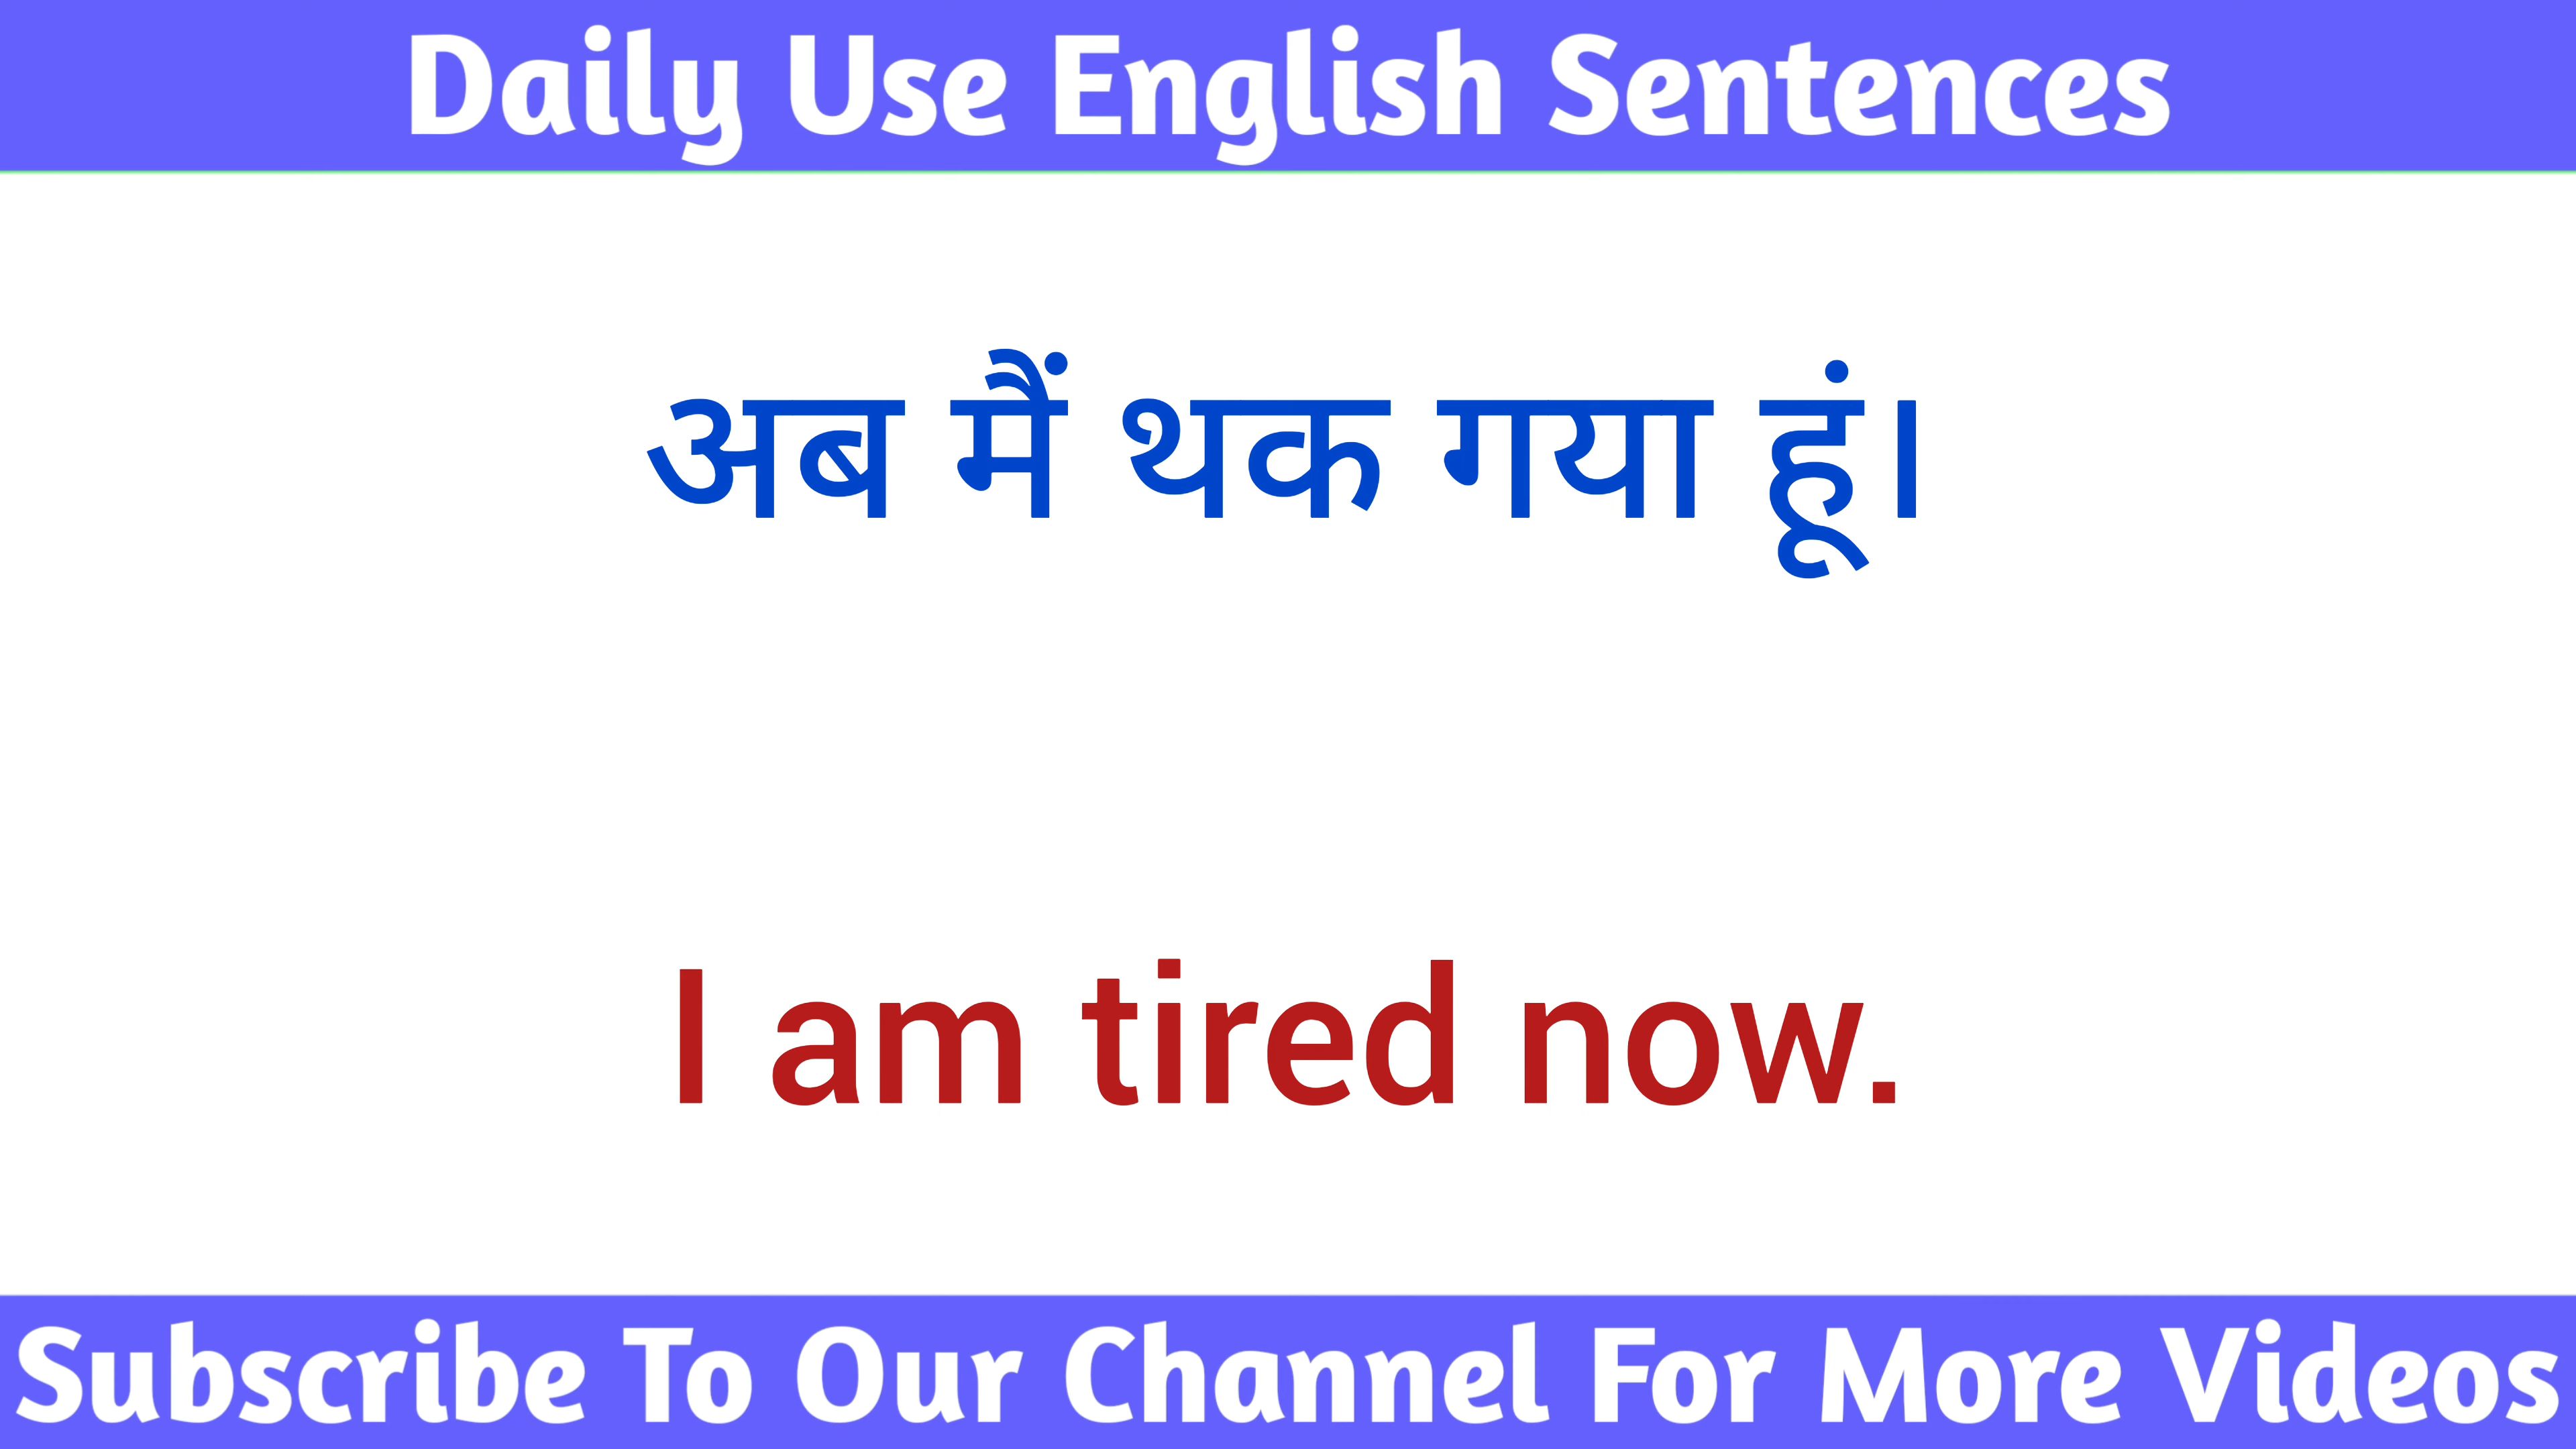 Daily Use English Sentences
अब मैं थक गया हूं।
I am tired now.
Subscribe To Our Channel For More Videos